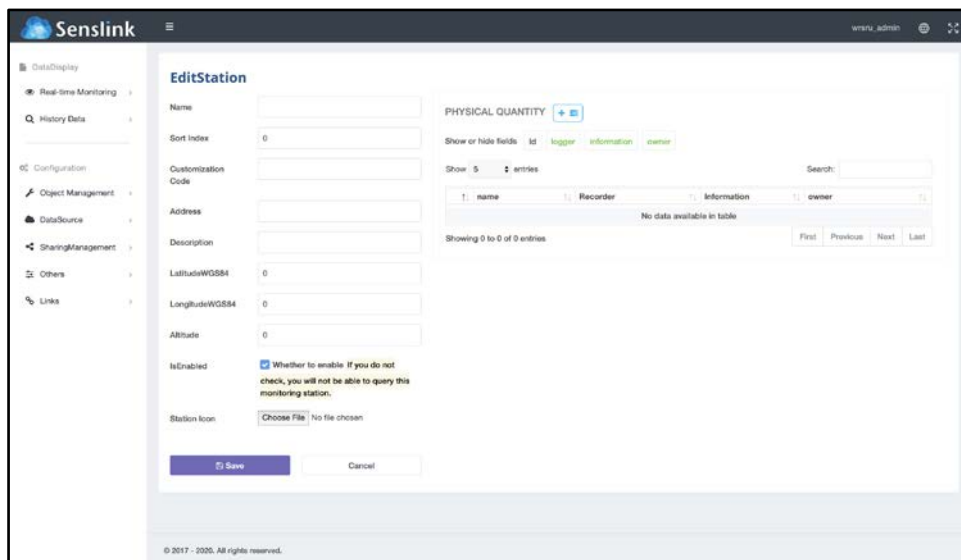 Senslink
wrsru_admin
DataDisplay
Real-time Monitoring
History Data
Configuration
Object Management
DataSource
SharingManagement
Others
Links
EditStation
Name
Sort Index 0
Customization
Code
Address
Description
LatitudeWGS84 0
LongitudeWGS84 0
Altitude 0
IsEnabled Whether to enable If you do not
check, you will not be able to query this
monitoring station.
Station Icon Choose File No file chosen
Save Cancel
PHYSICAL QUANTITY +
Show or hide fields Id logger information owner
Show 5 entries Search:
name Recorder Information owner
No data available in table
Showing 0 to 0 of 0 entries First Previous Next Last
© 2017 - 2020. All rights reserved.